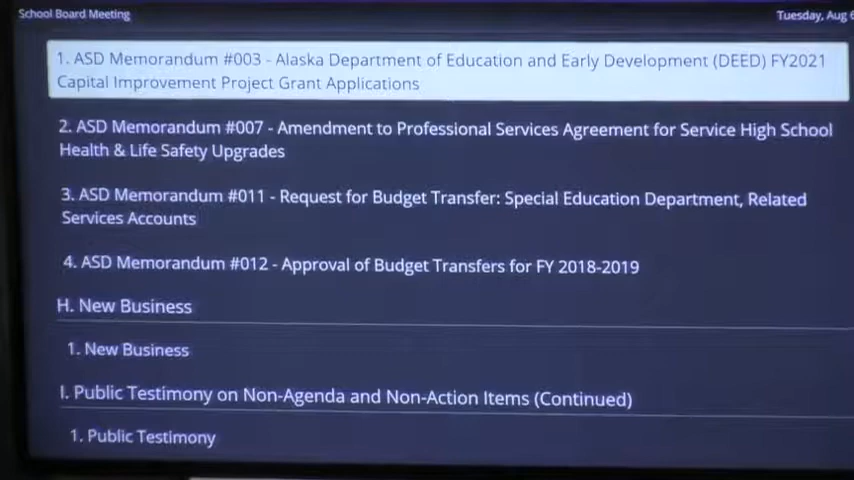 School Board Meeting
Tuesday, Aug 6
1. ASD Memorandum #003 - Alaska Department of Education and Early Development (DEED) FY2021
Capital Improvement Project Grant Applications
2. ASD Memorandum #007 - Amendment to Professional Services Agreement for Service High School
Health & Life Safety Upgrades
3. ASD Memorandum #011 - Request for Budget Transfer: Special Education Department, Related
Services Accounts
4. ASD Memorandum #012 - Approval of Budget Transfers for FY 2018-2019
H. New Business
1. New Business
I. Public Testimony on Non-Agenda and Non-Action Items (Continued)
1. Public Testimony